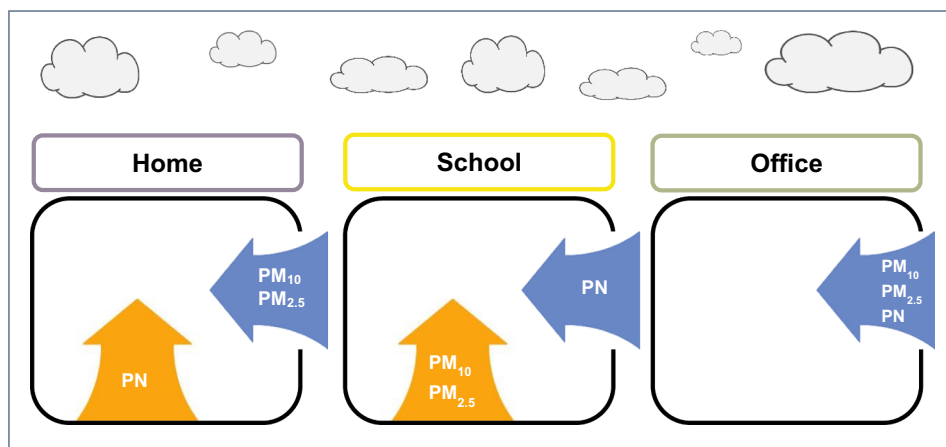 Home
School
Office
PM₁₀
PM₂.₅
PN
PN
PM₁₀
PM₂.₅
PM₁₀
PM₂.₅
PN